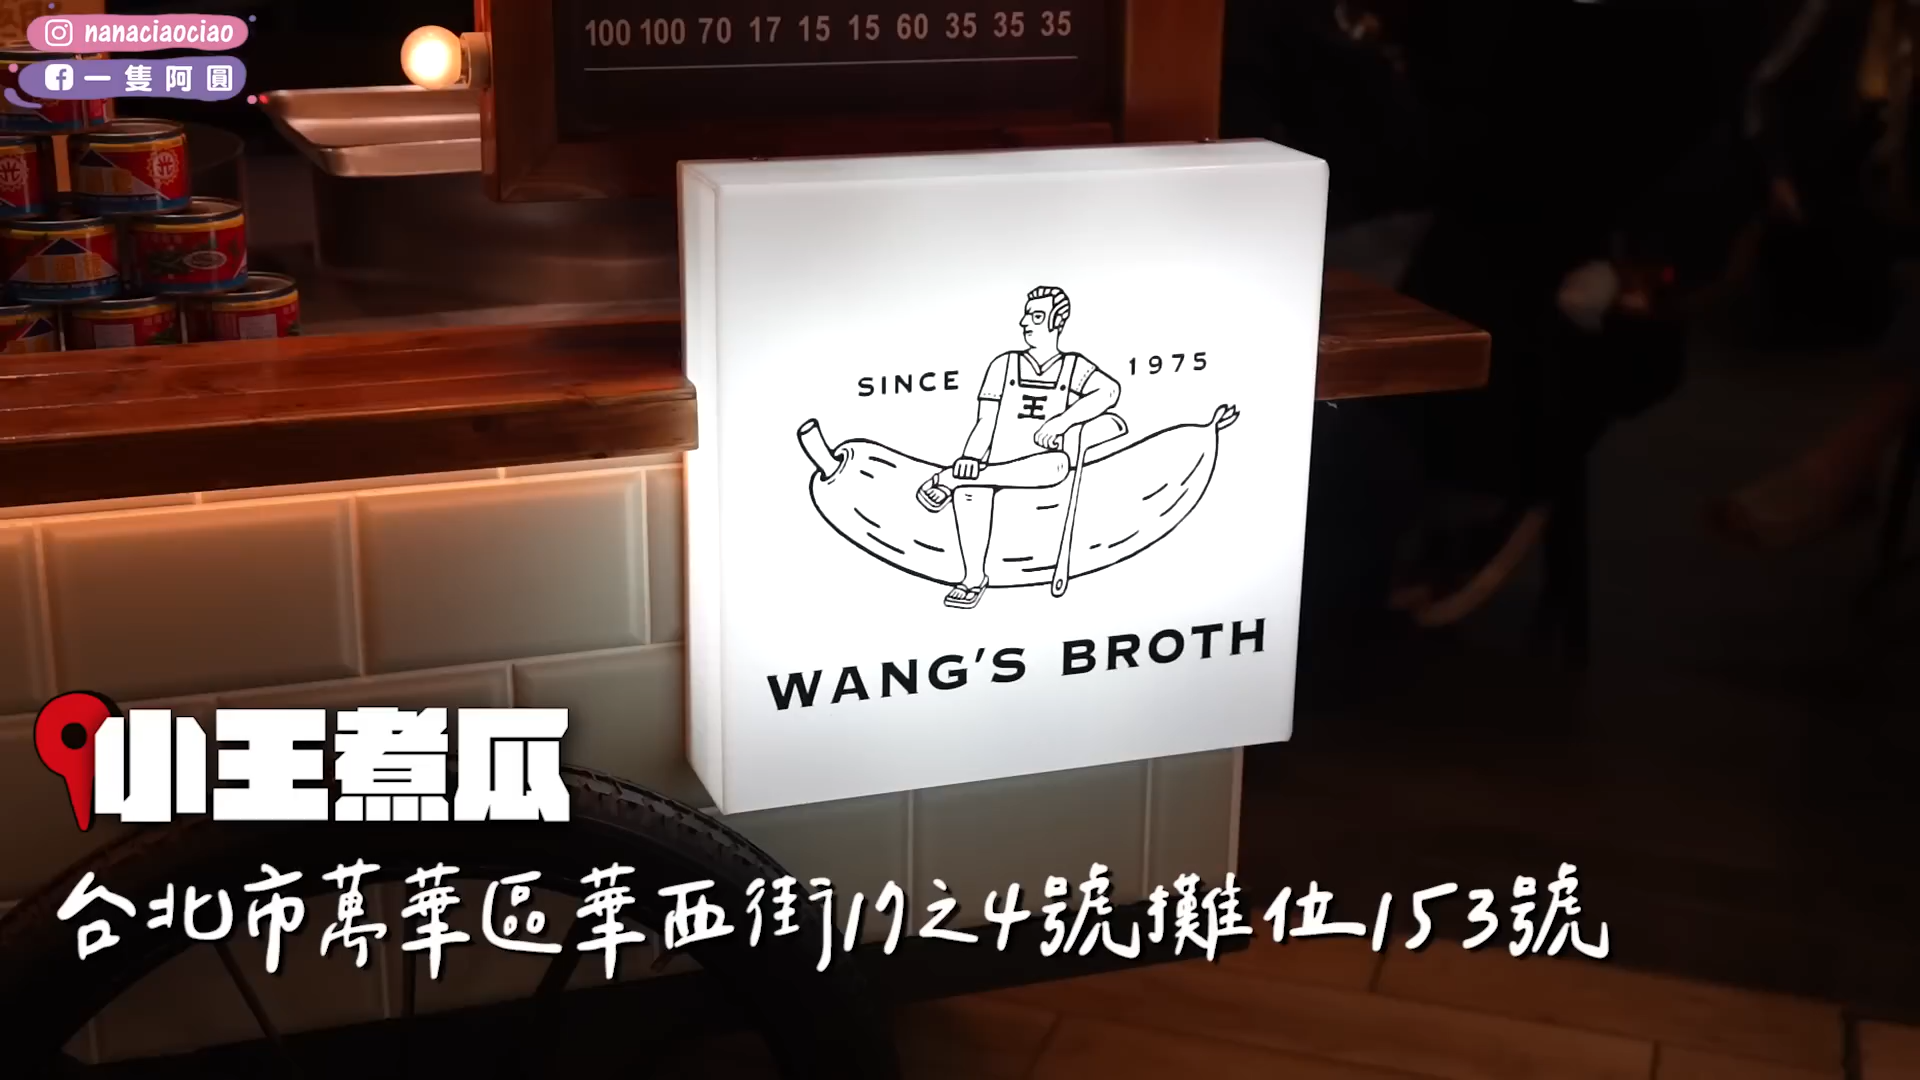 nanaciaociao
一隻阿圓
100 100 70 17 15 15 60 35 35 35
SINCE 1975
王
WANG'S BROTH
小王煮瓜
台北市萬華區華西街17之4號攤位153號